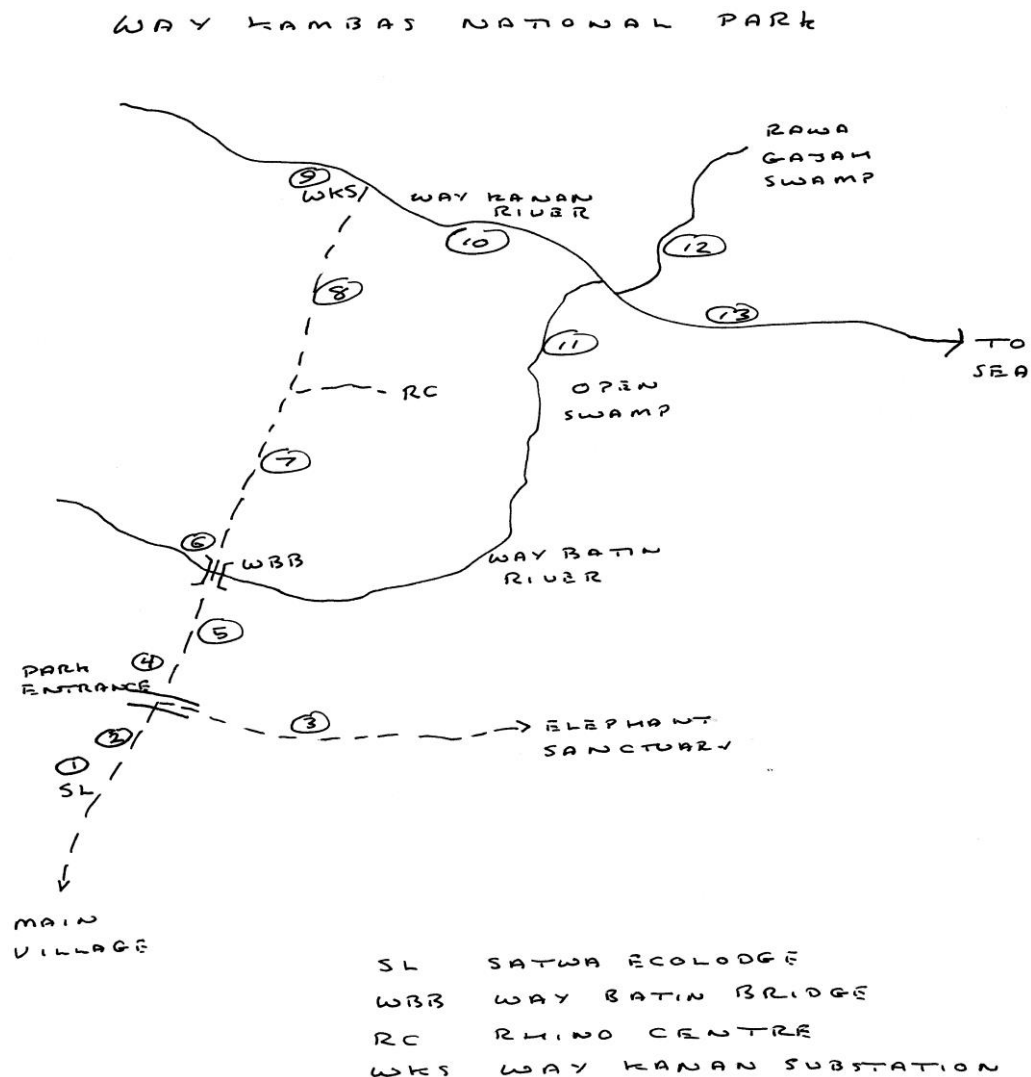 WAY KAMBAS NATIONAL PARK
RAWA
GAJAH
SWAMP
9
WKS
WAY KANAN
RIVER
10
12
8
13
TO
SEA
11
RC
OPEN
SWAMP
7
6
WBB
WAY BATIN
RIVER
5
4
PARK
ENTRANCE
3
ELEPHANT
SANCTUARY
2
1
SL
MAIN
VILLAGE
SL SATWA ECOLODGE
WBB WAY BATIN BRIDGE
RC RHINO CENTRE
WKS WAY KANAN SUBSTATION